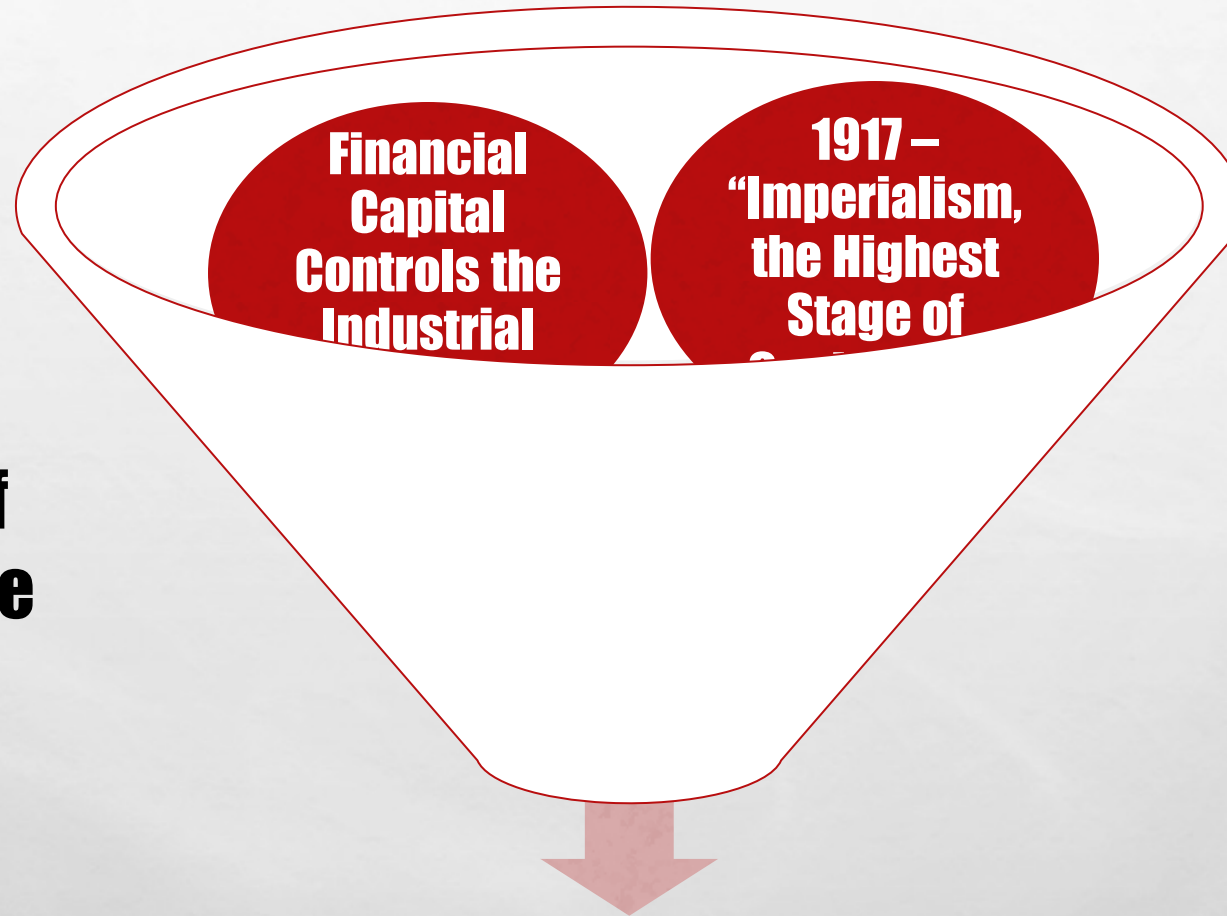 Financial
Capital
Controls the
Industrial
1917 –
“Imperialism,
the Highest
Stage of